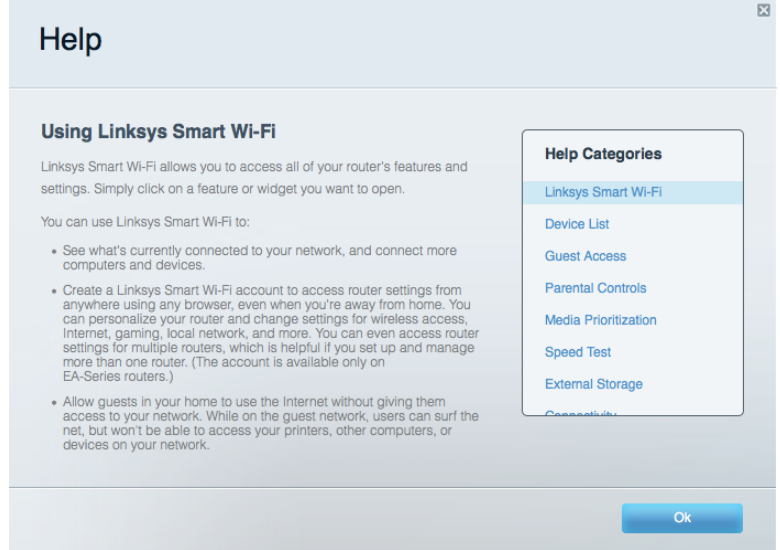 Help
Using Linksys Smart Wi-Fi
Linksys Smart Wi-Fi allows you to access all of your router's features and
settings. Simply click on a feature or widget you want to open.
You can use Linksys Smart Wi-Fi to:
• See what's currently connected to your network, and connect more
computers and devices.
• Create a Linksys Smart Wi-Fi account to access router settings from
anywhere using any browser, even when you're away from home. You
can personalize your router and change settings for wireless access,
Internet, gaming, local network, and more. You can even access router
settings for multiple routers, which is helpful if you set up and manage
more than one router. (The account is available only on
EA-Series routers.)
• Allow guests in your home to use the Internet without giving them
access to your network. While on the guest network, users can surf the
net, but won't be able to access your printers, other computers, or
devices on your network.
Help Categories
Linksys Smart Wi-Fi
Device List
Guest Access
Parental Controls
Media Prioritization
Speed Test
External Storage
Connectivity
Ok